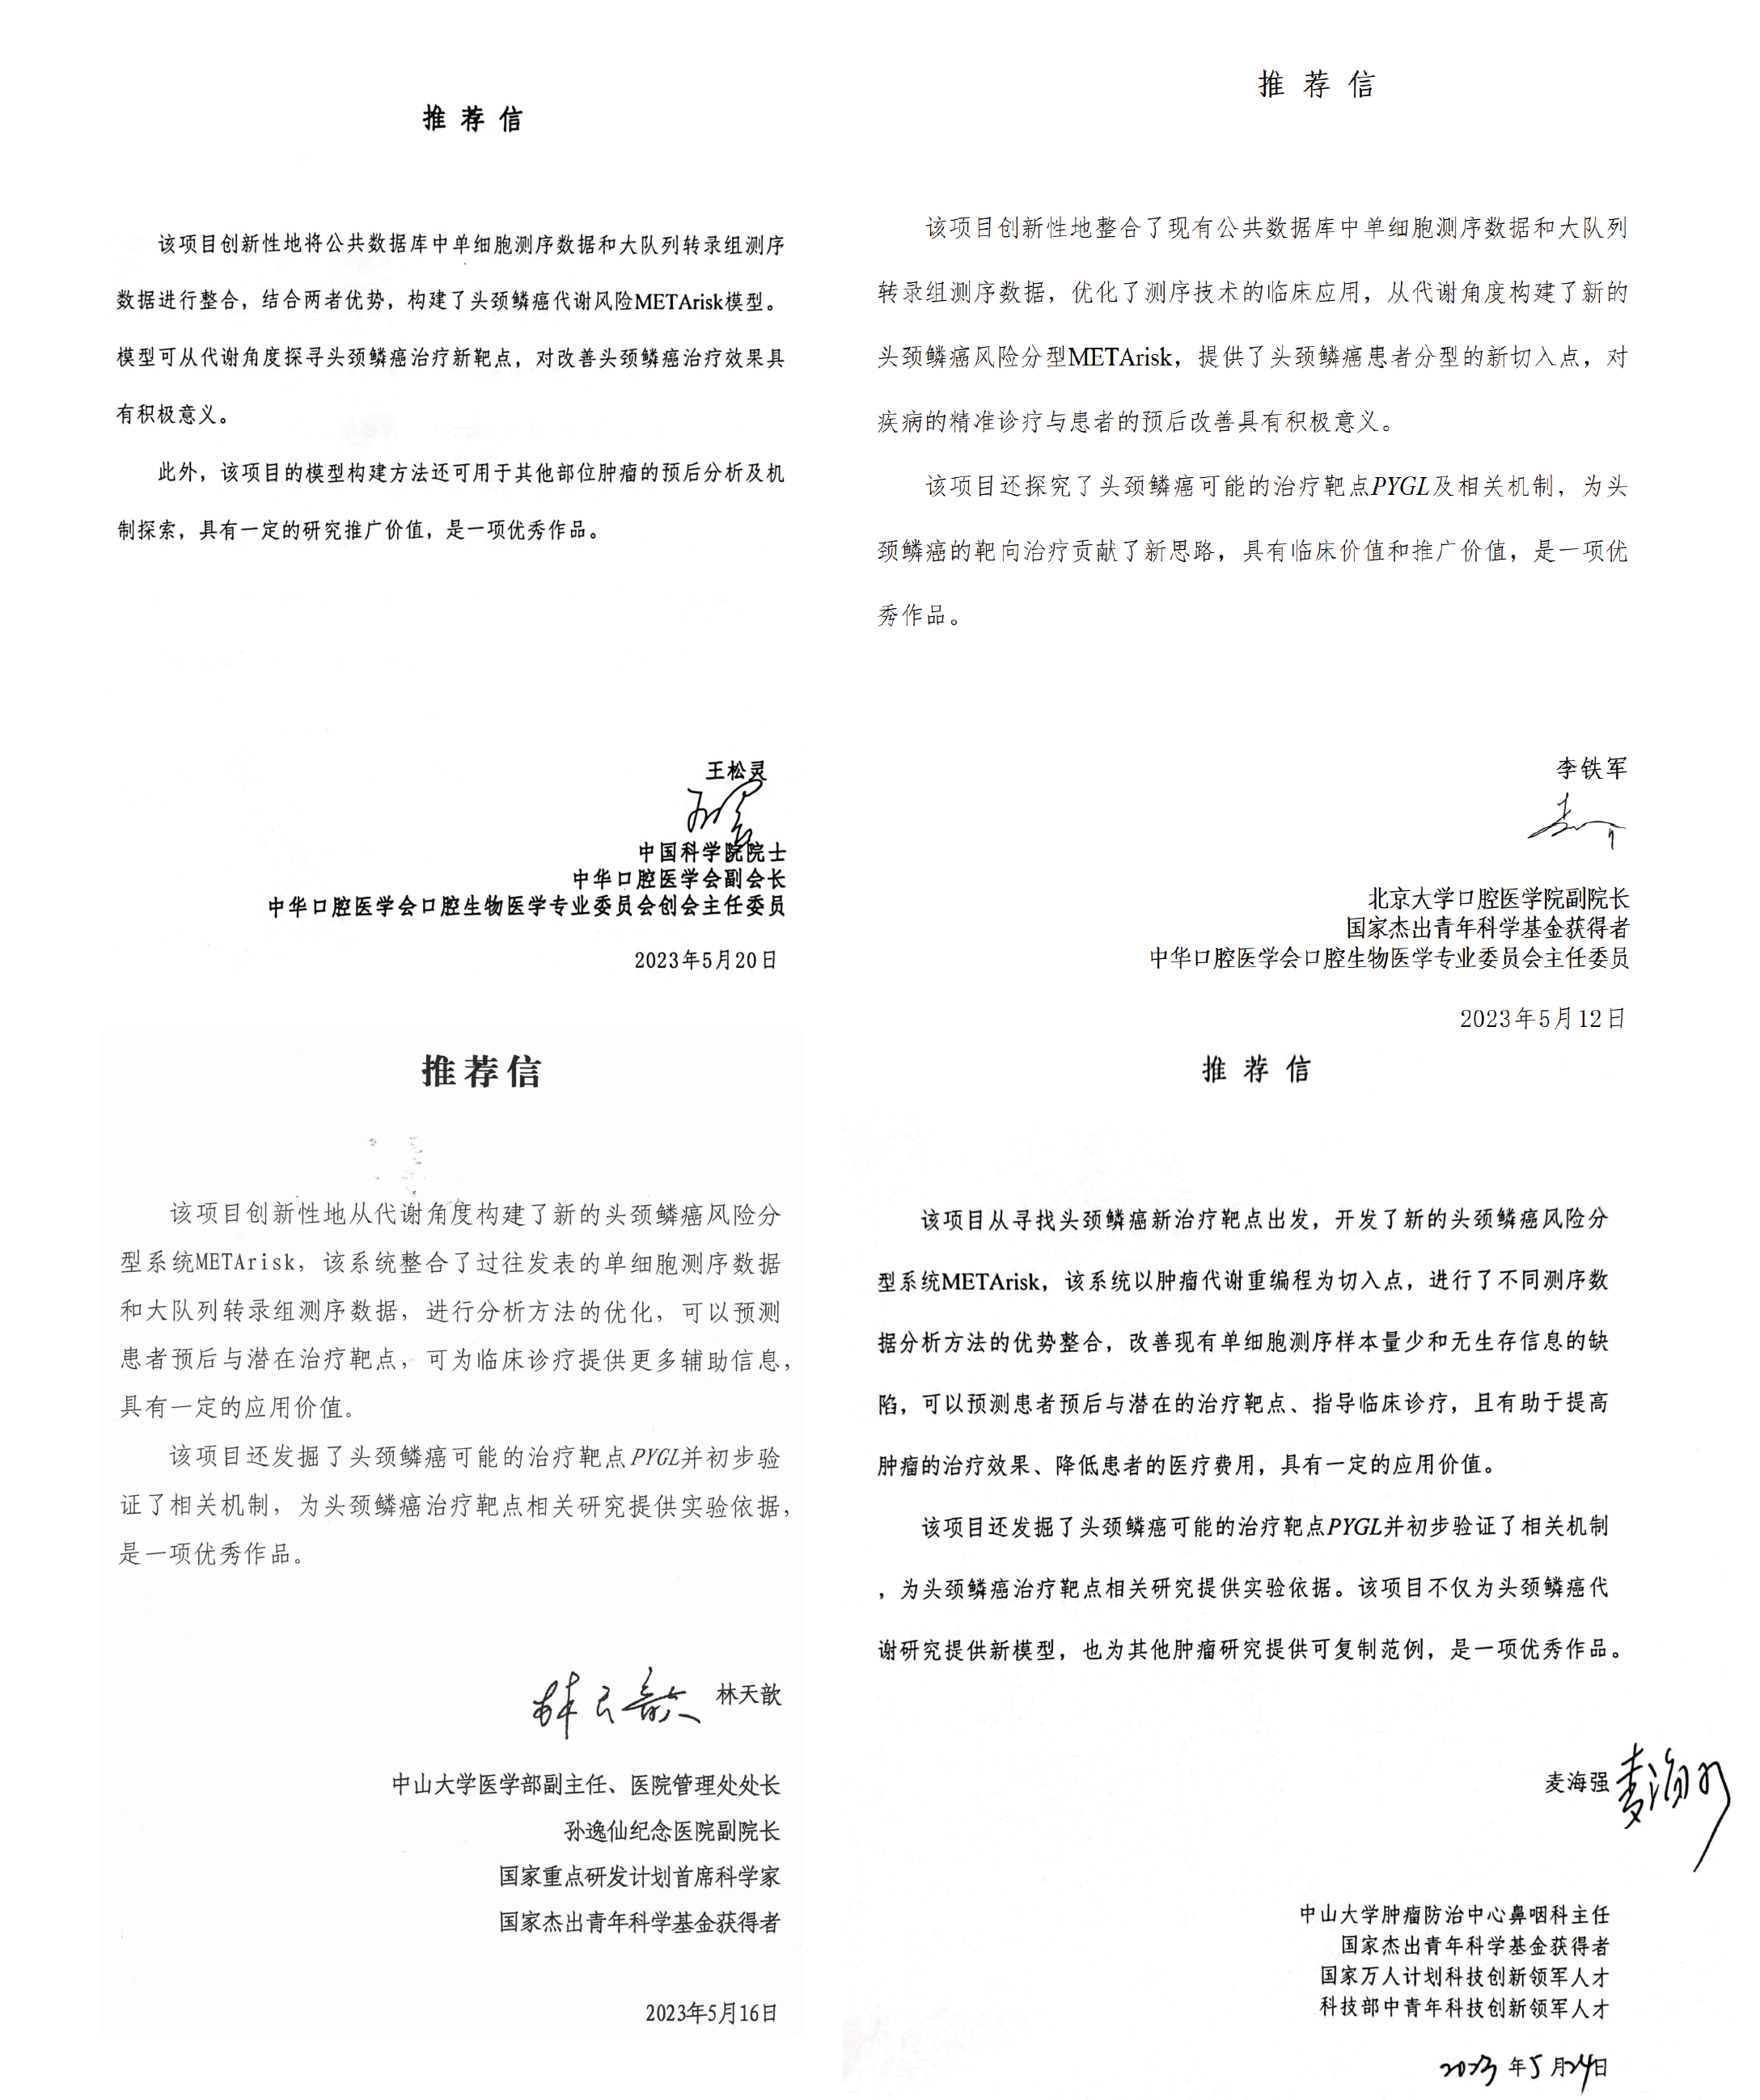 推荐信
该项目创新性地将公共数据库中单细胞测序数据和大队列转录组测序
数据进行整合，结合两者优势，构建了头颈鳞癌代谢风险METArisk模型。
模型可从代谢角度探寻头颈鳞癌治疗新靶点，对改善头颈鳞癌治疗效果具
有积极意义。
此外，该项目的模型构建方法还可用于其他部位肿瘤的预后分析及机
制探索，具有一定的研究推广价值，是一项优秀作品。
王松灵
中国科学院院士
中华口腔医学会副会长
中华口腔医学会口腔生物医学专业委员会创会主任委员
2023年5月20日
推荐信
该项目创新性地整合了现有公共数据库中单细胞测序数据和大队列
转录组测序数据，优化了测序技术的临床应用，从代谢角度构建了新的
头颈鳞癌风险分型METArisk，提供了头颈鳞癌患者分型的新切入点，对
疾病的精准诊疗与患者的预后改善具有积极意义。
该项目还探究了头颈鳞癌可能的治疗靶点PYGL及相关机制，为头
颈鳞癌的靶向治疗贡献了新思路，具有临床价值和推广价值，是一项优
秀作品。
李铁军
北京大学口腔医学院副院长
国家杰出青年科学基金获得者
中华口腔医学会口腔生物医学专业委员会主任委员
2023年5月12日
推荐信
该项目创新性地从代谢角度构建了新的头颈鳞癌风险分
型系统METArisk，该系统整合了过往发表的单细胞测序数据
和大队列转录组测序数据，进行分析方法的优化，可以预测
患者预后与潜在治疗靶点，可为临床诊疗提供更多辅助信息，
具有一定的应用价值。
该项目还发掘了头颈鳞癌可能的治疗靶点PYGL并初步验
证了相关机制，为头颈鳞癌治疗靶点相关研究提供实验依据，
是一项优秀作品。
林天歆 林天歆
中山大学医学部副主任、医院管理处处长
孙逸仙纪念医院副院长
国家重点研发计划首席科学家
国家杰出青年科学基金获得者
2023年5月16日
推荐信
该项目从寻找头颈鳞癌新治疗靶点出发，开发了新的头颈鳞癌风险分
型系统METArisk，该系统以肿瘤代谢重编程为切入点，进行了不同测序数
据分析方法的优势整合，改善现有单细胞测序样本量少和无生存信息的缺
陷，可以预测患者预后与潜在的治疗靶点、指导临床诊疗，且有助于提高
肿瘤的治疗效果、降低患者的医疗费用，具有一定的应用价值。
该项目还发掘了头颈鳞癌可能的治疗靶点PYGL并初步验证了相关机制
，为头颈鳞癌治疗靶点相关研究提供实验依据。该项目不仅为头颈鳞癌代
谢研究提供新模型，也为其他肿瘤研究提供可复制范例，是一项优秀作品。
麦海强 麦海强
中山大学肿瘤防治中心鼻咽科主任
国家杰出青年科学基金获得者
国家万人计划科技创新领军人才
科技部中青年科技创新领军人才
2023年5月24日